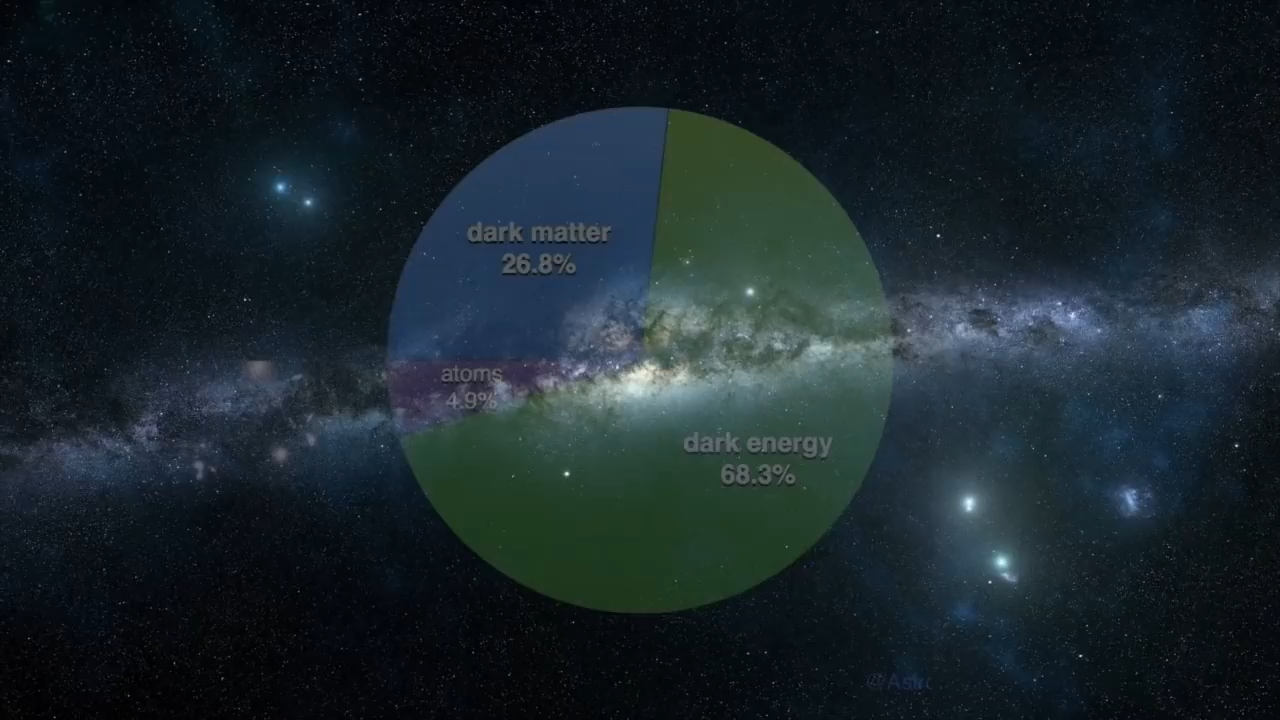 dark matter
26.8%
atoms
4.9%
dark energy
68.3%